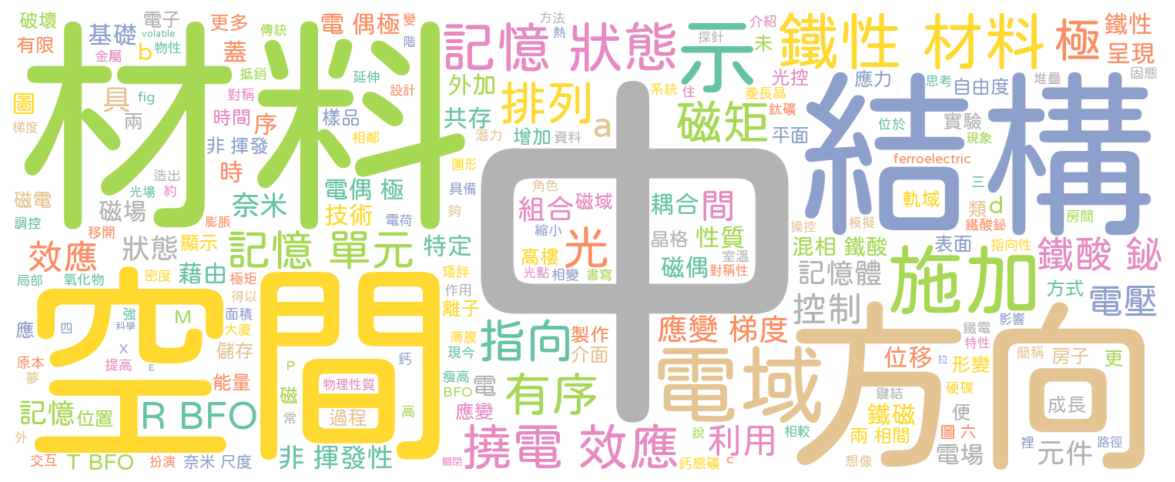 破壞 電子 volatile 傳統 電 偶極 變 階 記憶 狀態 方法 熱 探針 介紹 鐵性 材料 極 鐵性
有限 基礎 b 物性 金屬 更多 蓋 示 未 住 呈現
材料 抵銷 延伸 設計 外加 排列 系統 光控 應力 思考 堆疊 固態
圖 具 fig 兩 對稱 時間 序 樣品 共存 潛力 增加 資料 a 磁矩 菱長晶 鈦礦 平面 自由度 位於 實驗 現象
梯度 非 揮發 相鄰 圖形 中 結構 ferroelectric
磁電 造出 約 光場 時 電偶 極 具備 角色 三
調控 磁場 膨脹 移開 奈米 技術 電荷 夠 組合 磁域 耦合 間 操控 模擬 軌域 類 d 鐵酸鉍 房間
效應 狀態 顯示 記憶 單元 特定 縮小 高樓 光 晶格 性質 室溫 混相 鐵酸 表面 指向性 鐵酸 鉍
局部 氧化物 密度 藉由 極矩 矮胖 作用 光點 相變 書寫 磁偶 對稱性 記憶體 施加 方式 電壓
空間 得以 離子 控制 影響
應 四 強 科學 M 面積 大廈 薄膜 指向 製作 應變 梯度 鐵電 特性
原本 夢 X 提高 ε 儲存 P 鈣 現今 介面 電域 方向 位移 拉 形變 簡稱 房子 更
能量 物理性質 瘦高 BFO 電 有序
記憶 位置 R BFO 磁 常 過程 高 應變 鍵結 硬碟 便 成長
外 鐵磁 圖 六 裡 路徑
交互 T BFO 扮演 奈米 尺度 非 揮發性 關閉 撓電 效應 說 c 鈣態礦 利用 相較 想像 兩 相間 電場 元件